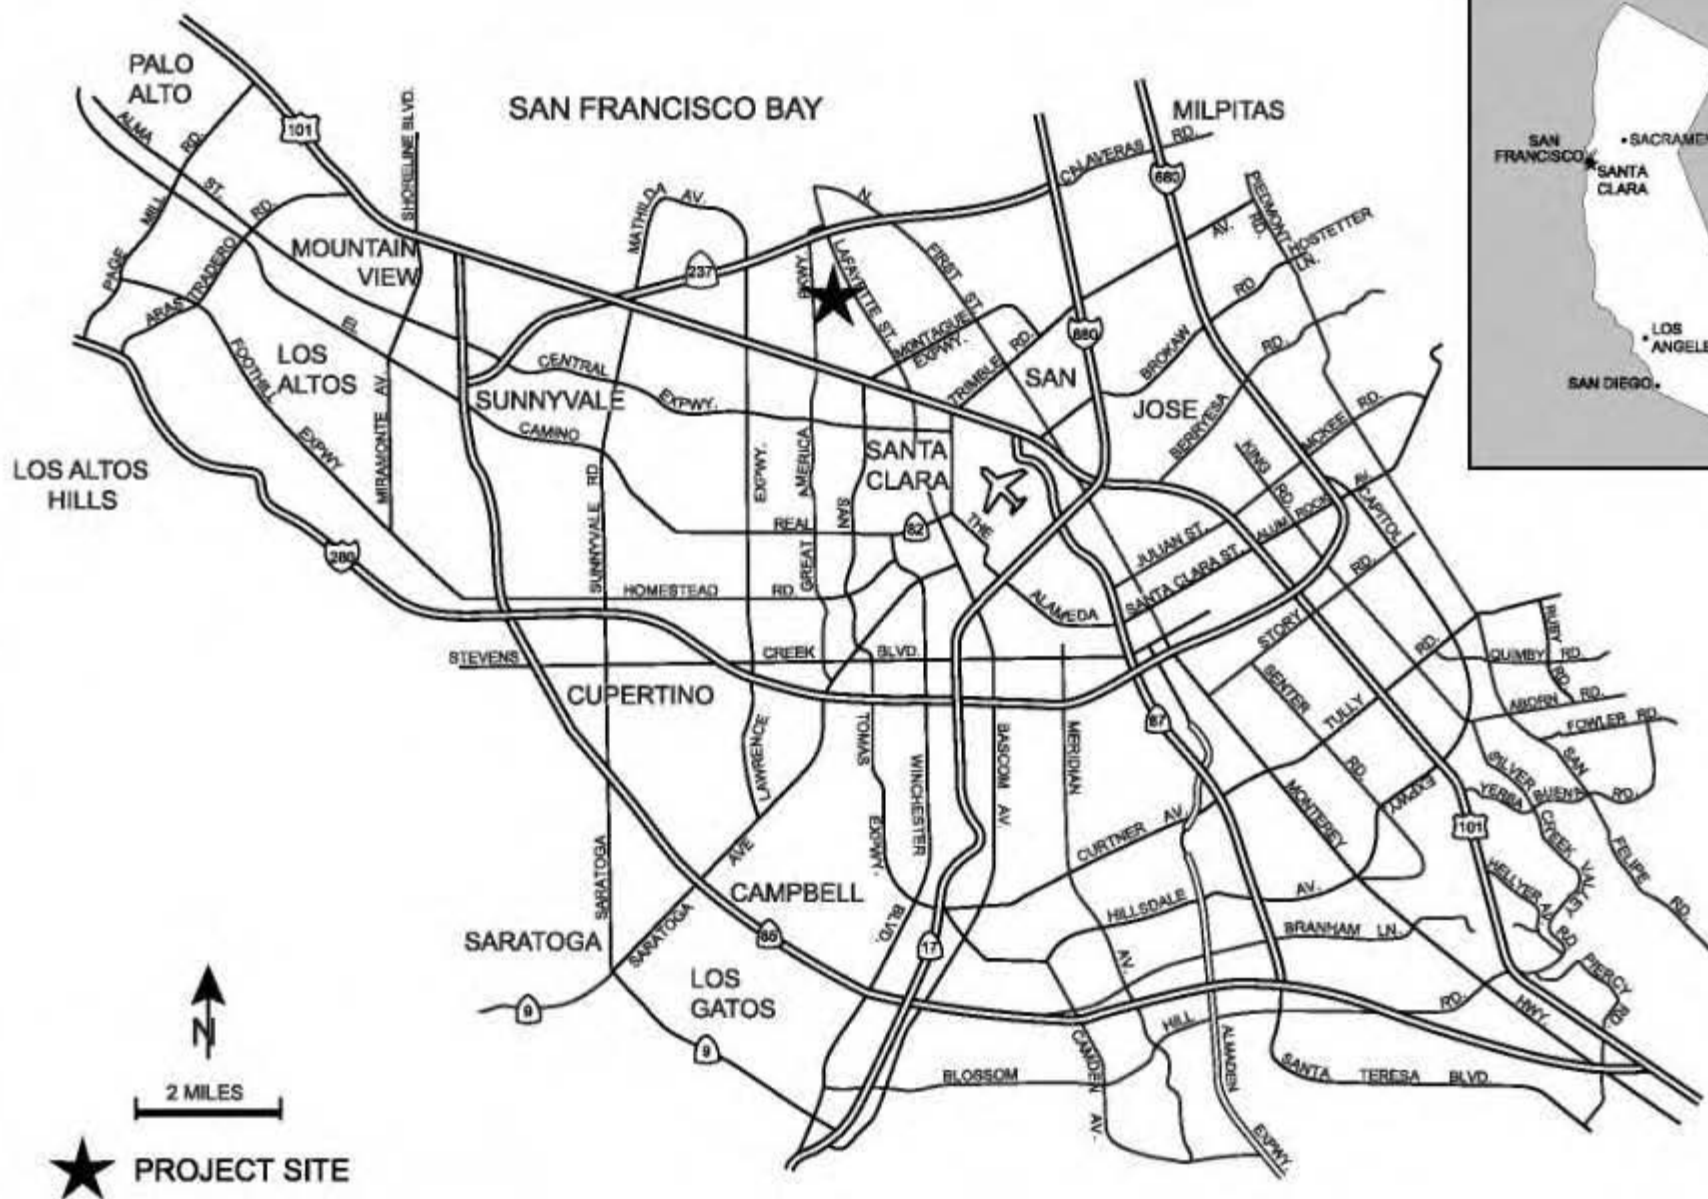 PALO
ALTO
SAN FRANCISCO BAY
MILPITAS
101
ALMA
ST.
PAGE
MILL
RD.
SHORELINE BLVD.
ARASTRADERO
RD.
MOUNTAIN
VIEW
MATHILDA
AV.
237
PKWY.
LAFAYETTE ST.
N.
FIRST
ST.
CALAVERAS
RD.
680
880
PIEDMONT
RD.
HOSTETTER
LN.
AV.
SAN
FRANCISCO
SACRAMEN
SANTA
CLARA
LOS
ANGELE
SAN DIEGO
EL
CENTRAL
EXPWY.
MONTAGUE
EXPWY.
TRIMBLE
RD.
BROKAW
RD.
BERRYESSA
RD.
SAN
JOSE
LOS
ALTOS
FOOTHILL
EXPWY
MIRAMONTE AV.
SUNNYVALE
CAMINO
SANTA
CLARA
LOS ALTOS
HILLS
280
SUNNYVALE RD.
EXPWY.
AMERICA
GREAT
SAN
REAL
82
THE
ALAMEDA
KING
RD.
MCKEE
RD.
CAPITOL
AV.
JULIAN ST.
SANTA CLARA ST.
ALUM ROCK
HOMESTEAD
RD.
STEVENS
CREEK
BLVD.
CUPERTINO
STORY
RD.
SENTER
RD.
TULLY
RD.
RUBY
RD.
QUIMBY RD.
ABORN RD.
FOWLER RD.
LAWRENCE
TOMAS
EXPWY.
WINCHESTER
BLVD.
BASCOM AV.
MERIDIAN
AV.
87
CURTNER AV.
MONTEREY
HWY.
EXPWY
101
SILVER
CREEK VALLEY
RD.
YERBA
BUENA
RD.
SAN
FELIPE
RD.
HELLYER AV.
PIERCY
RD.
SARATOGA
SARATOGA
AVE
SARATOGA
CAMPBELL
85
17
HILLSDALE
AV.
BRANHAM LN.
LOS
GATOS
9
9
CAMDEN
AV.
HILL
RD.
BLOSSOM
ALMADEN
EXPWY.
SANTA TERESA BLVD.
N
2 MILES
PROJECT SITE